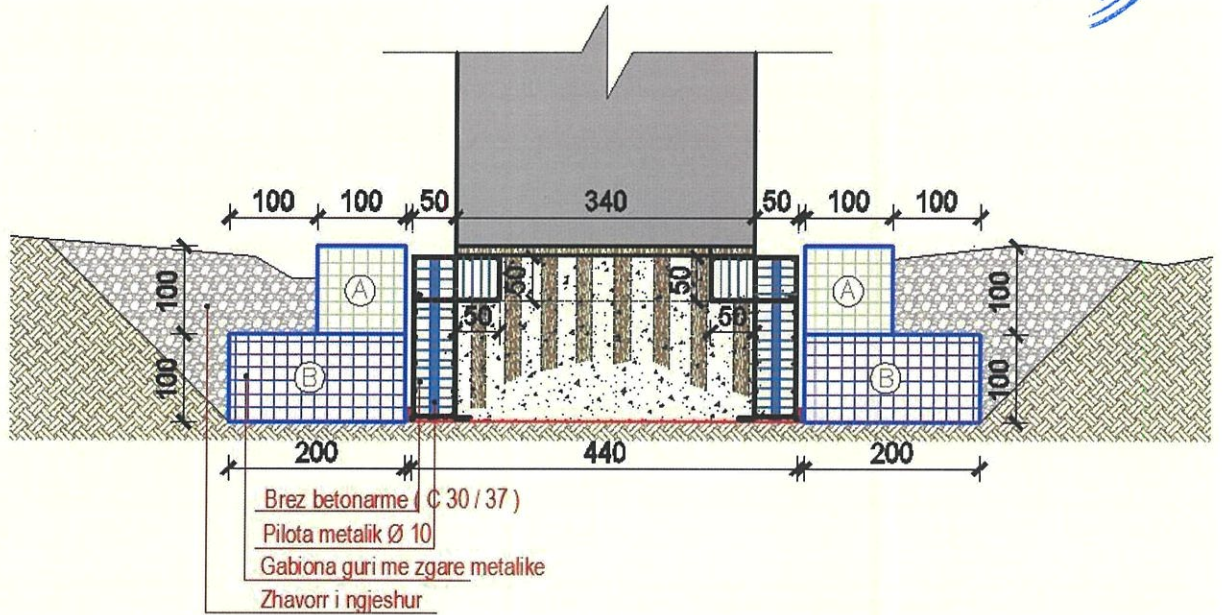 100 100 50 340 50 100 100
100 A 50 50 A 100
50 50
100 B B 100
200 440 200
Brez betonarme ( C 30 / 37 )
Pilota metalik Ø 10
Gabiona guri me zgare metalike
Zhavorr i ngjeshur